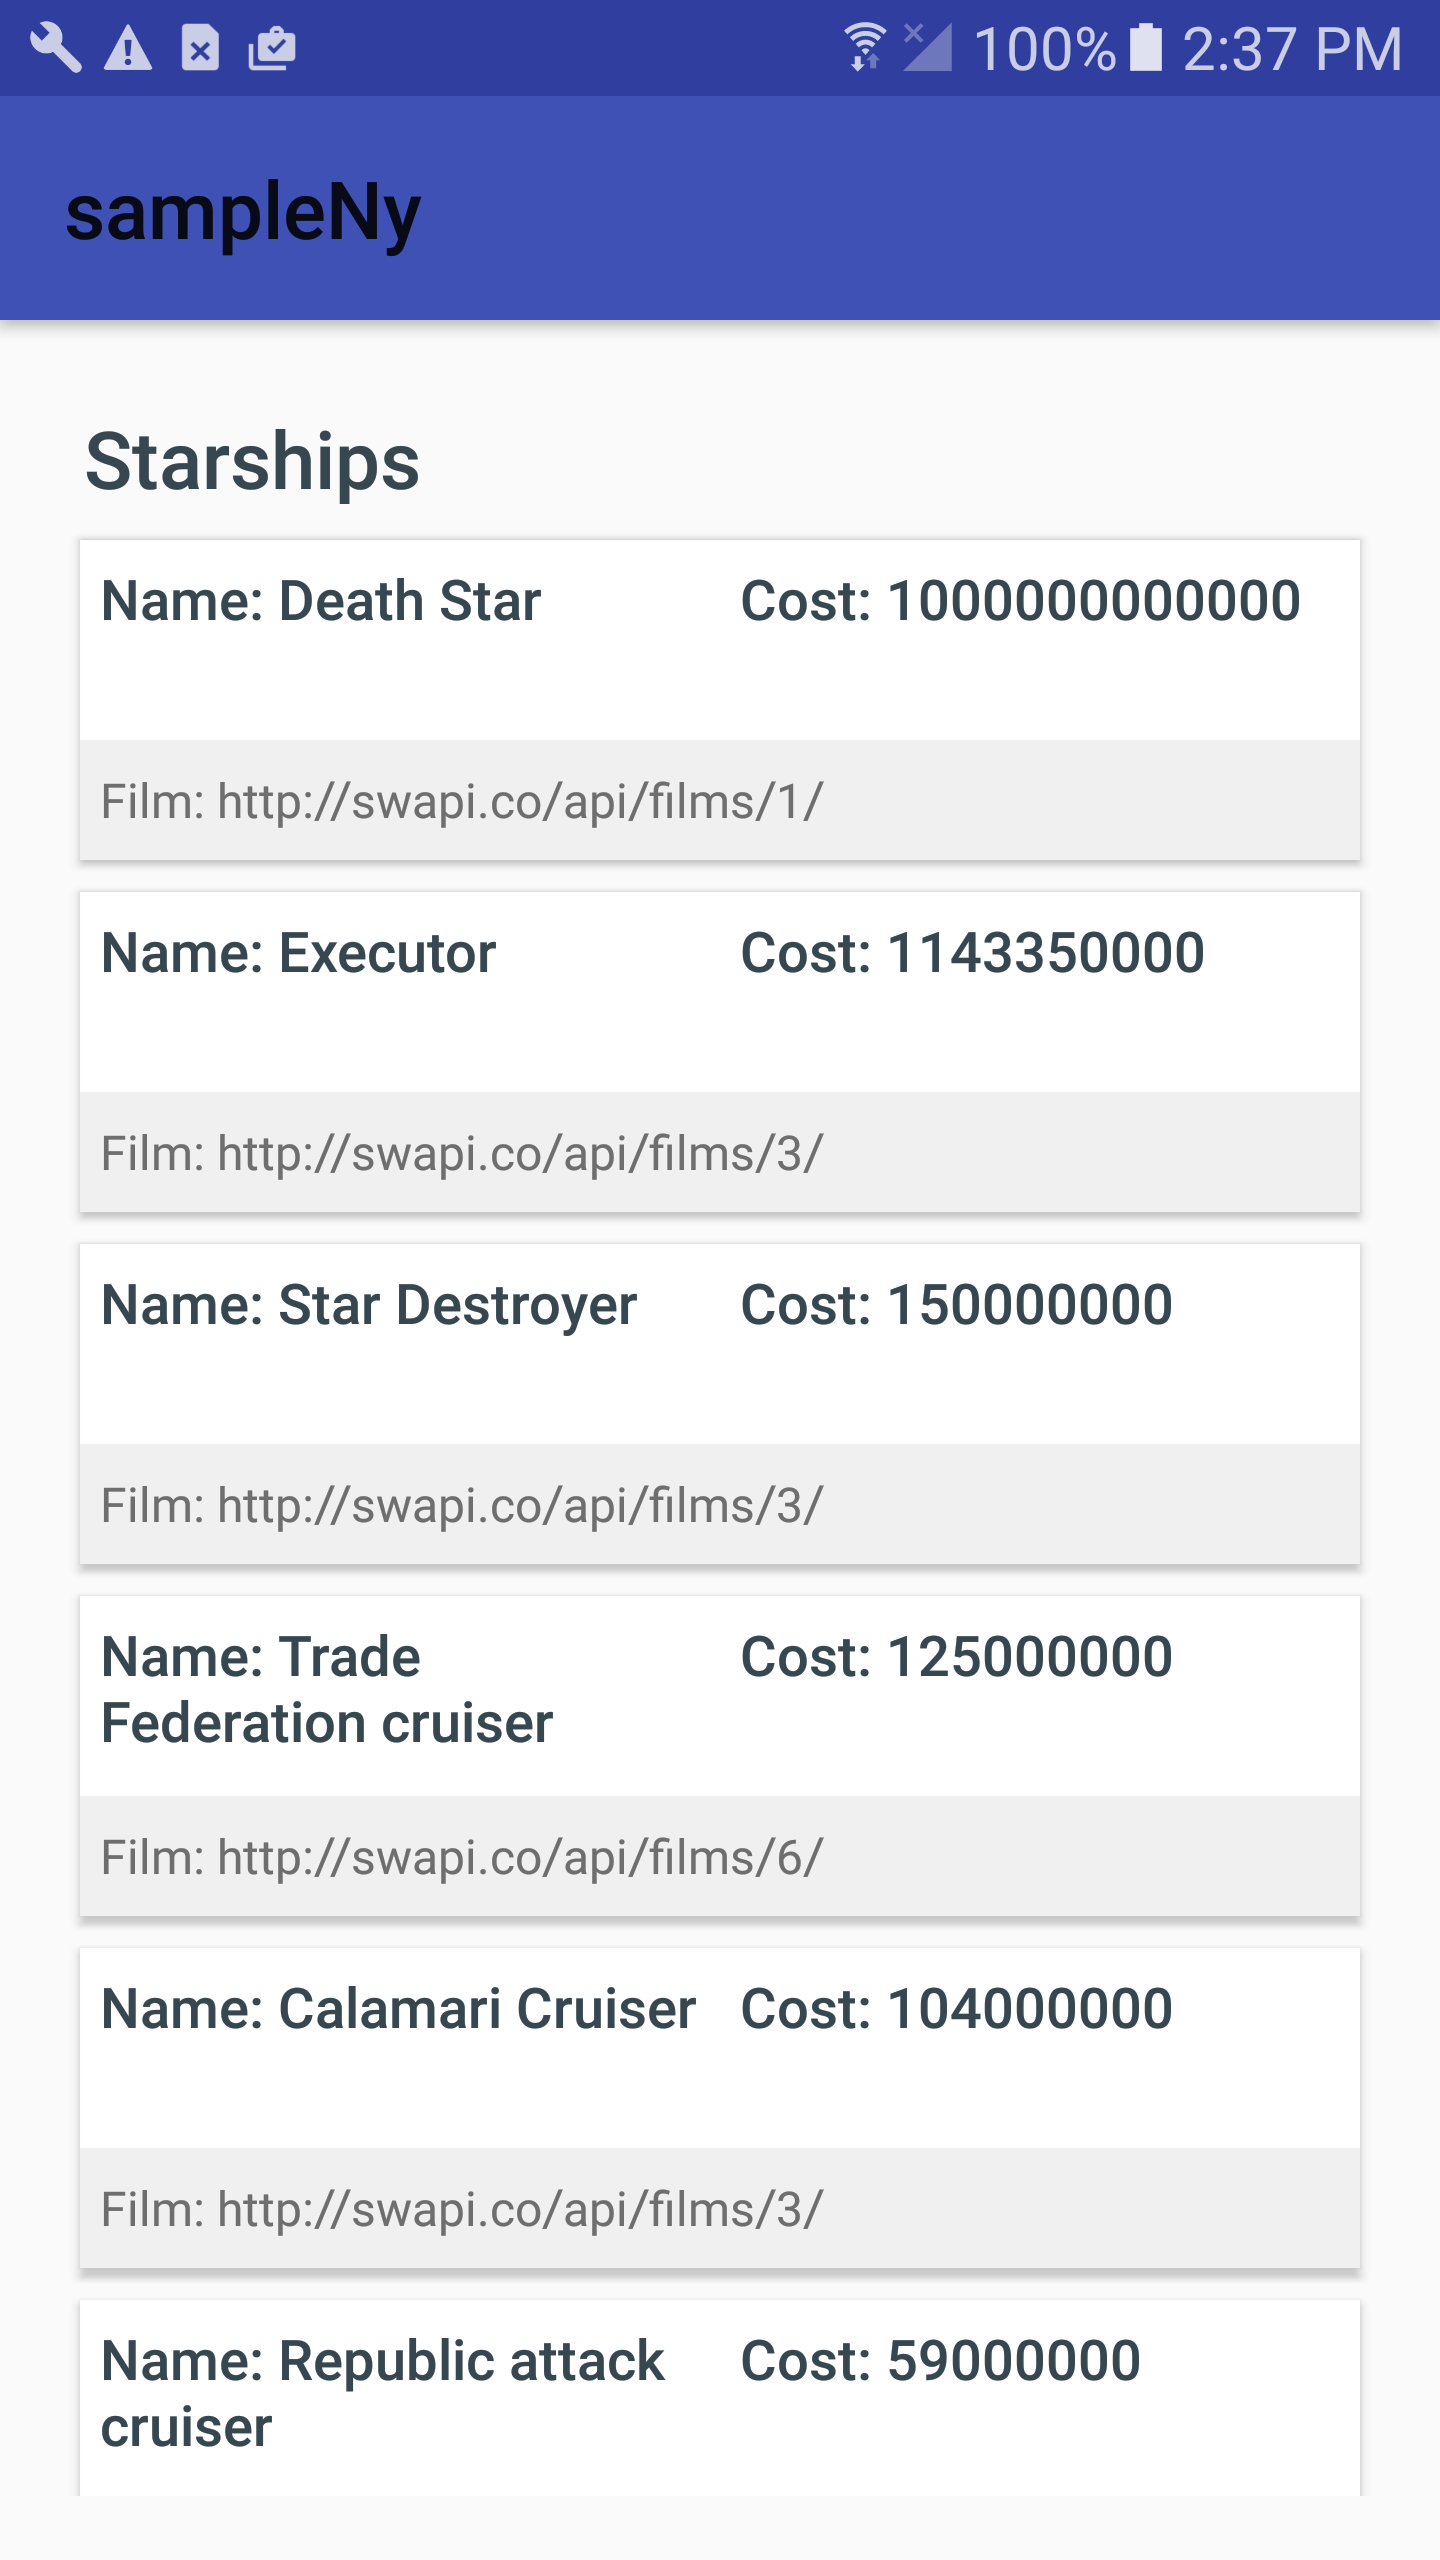 100% 2:37 PM
sampleNy
Starships
Name: Death Star Cost: 1000000000000
Film: http://swapi.co/api/films/1/
Name: Executor Cost: 1143350000
Film: http://swapi.co/api/films/3/
Name: Star Destroyer Cost: 150000000
Film: http://swapi.co/api/films/3/
Name: Trade Cost: 125000000
Federation cruiser
Film: http://swapi.co/api/films/6/
Name: Calamari Cruiser Cost: 104000000
Film: http://swapi.co/api/films/3/
Name: Republic attack Cost: 59000000
cruiser